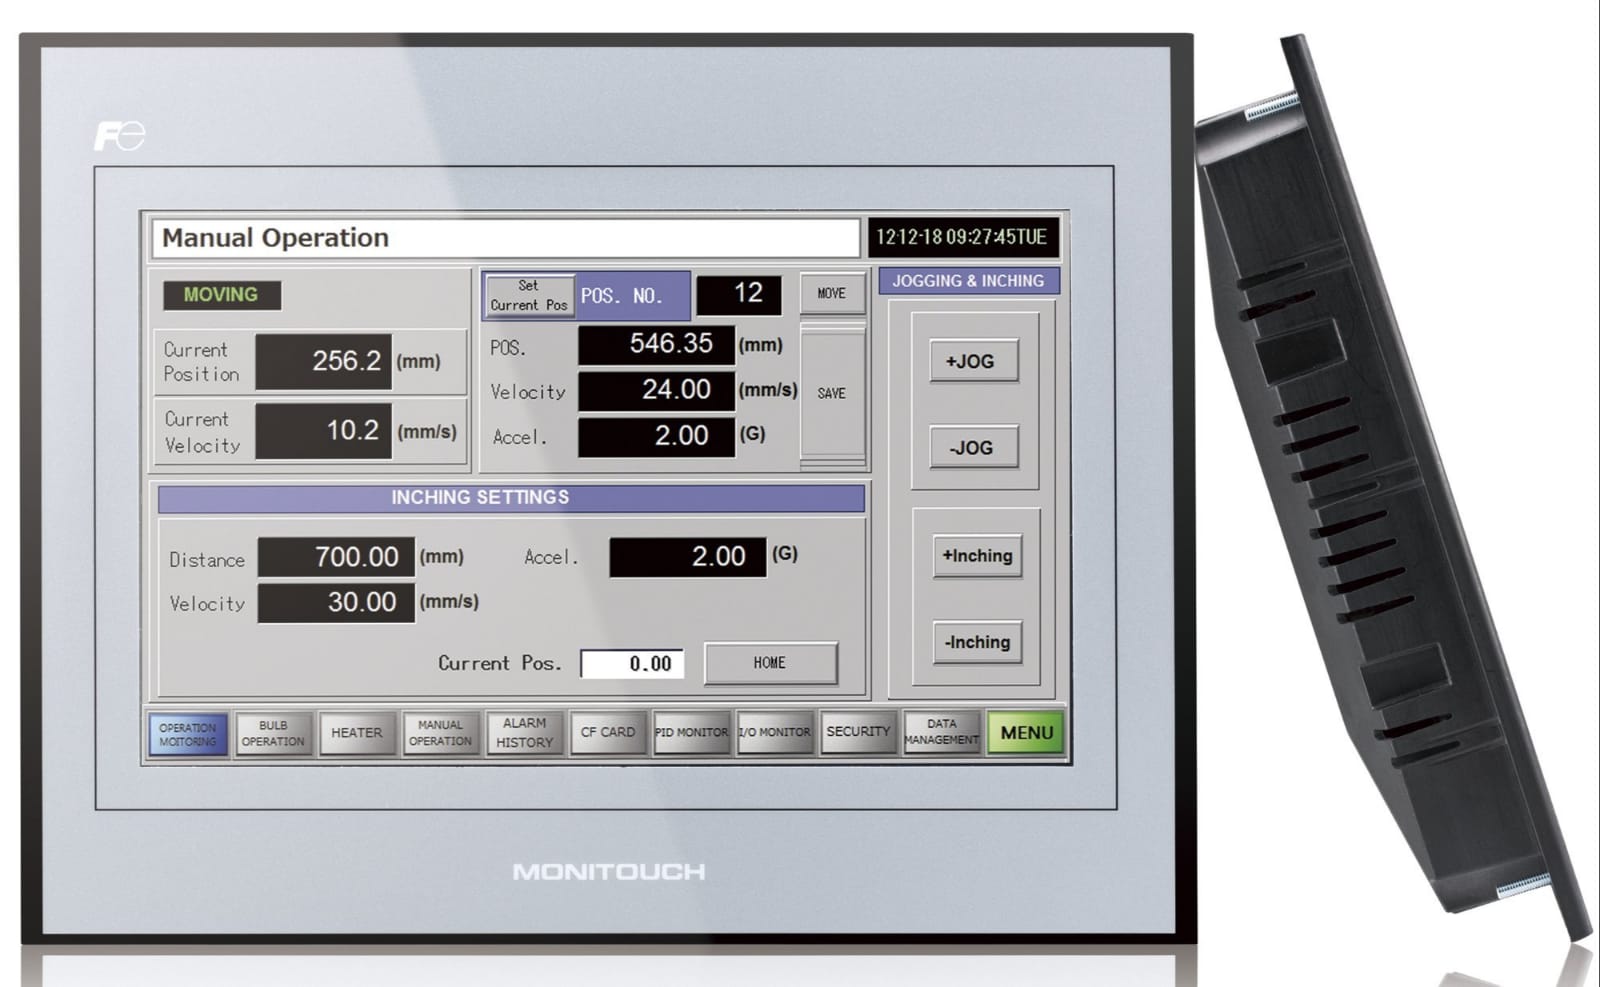 Fe
Manual Operation
12-12-18 09:27:45TUE
MOVING
Current
Position
256.2
(mm)
Current
Velocity
10.2
(mm/s)
Set
Current Pos
POS. NO.
12
MOVE
POS.
546.35
(mm)
Velocity
24.00
(mm/s)
Accel.
2.00
(G)
SAVE
JOGGING & INCHING
+JOG
-JOG
+Inching
-Inching
INCHING SETTINGS
Distance
700.00
(mm)
Accel.
2.00
(G)
Velocity
30.00
(mm/s)
Current Pos.
0.00
HOME
OPERATION
MOITORING
BULB
OPERATION
HEATER
MANUAL
OPERATION
ALARM
HISTORY
CF CARD
PID MONITOR
I/O MONITOR
SECURITY
DATA
MANAGEMENT
MENU
MONITOUCH